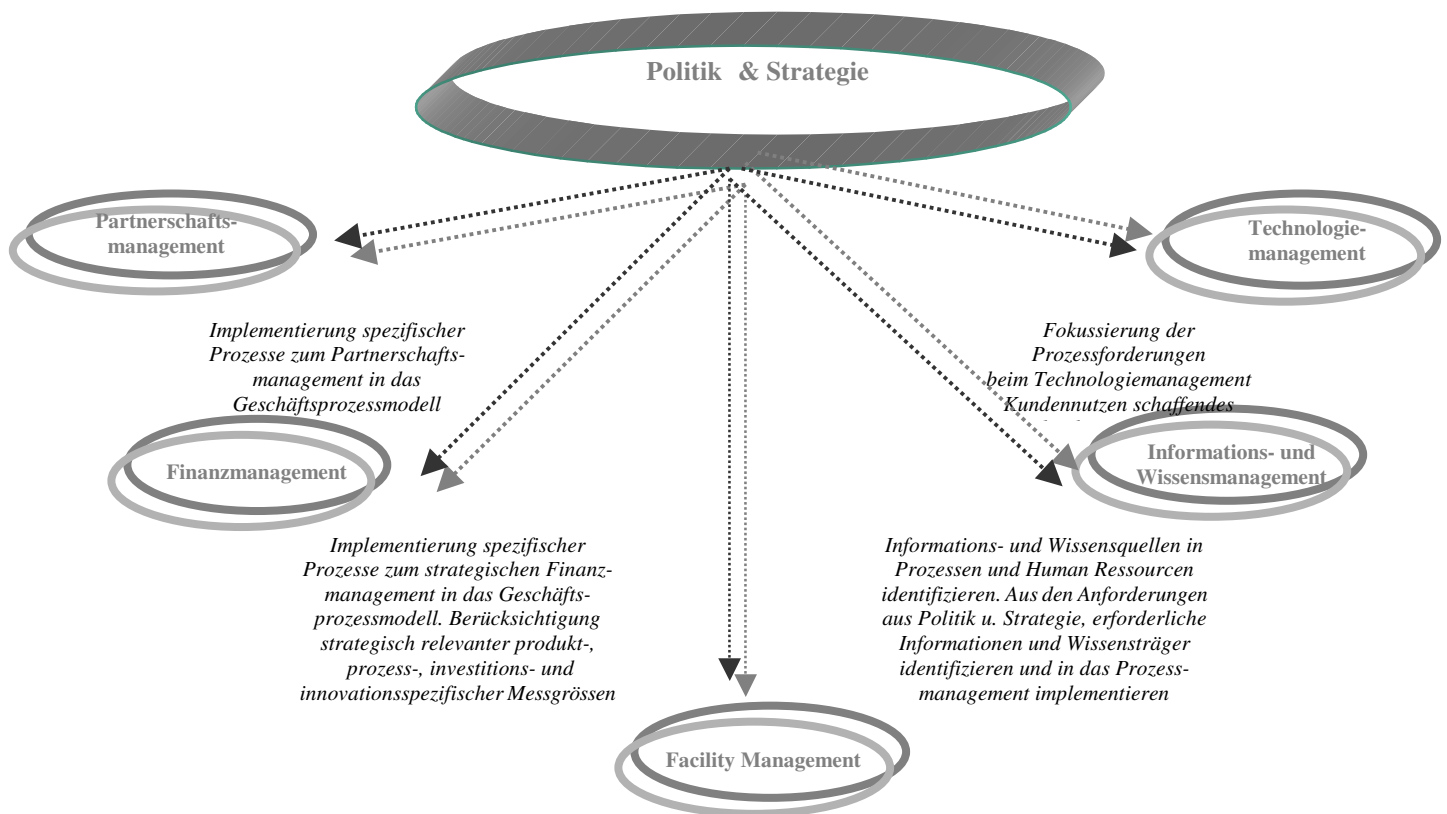 Politik & Strategie
Partnerschafts-
management
Technologie-
management
Implementierung spezifischer
Prozesse zum Partnerschafts-
management in das
Geschäftsprozessmodell
Fokussierung der
Prozessforderungen
beim Technologiemanagement
Kundennutzen schaffendes
Finanzmanagement
Informations- und
Wissensmanagement
Implementierung spezifischer
Prozesse zum strategischen Finanz-
management in das Geschäfts-
prozessmodell. Berücksichtigung
strategisch relevanter produkt-,
prozess-, investitions- und
innovationsspezifischer Messgrössen
Informations- und Wissensquellen in
Prozessen und Human Ressourcen
identifizieren. Aus den Anforderungen
aus Politik u. Strategie, erforderliche
Informationen und Wissensträger
identifizieren und in das Prozess-
management implementieren
Facility Management